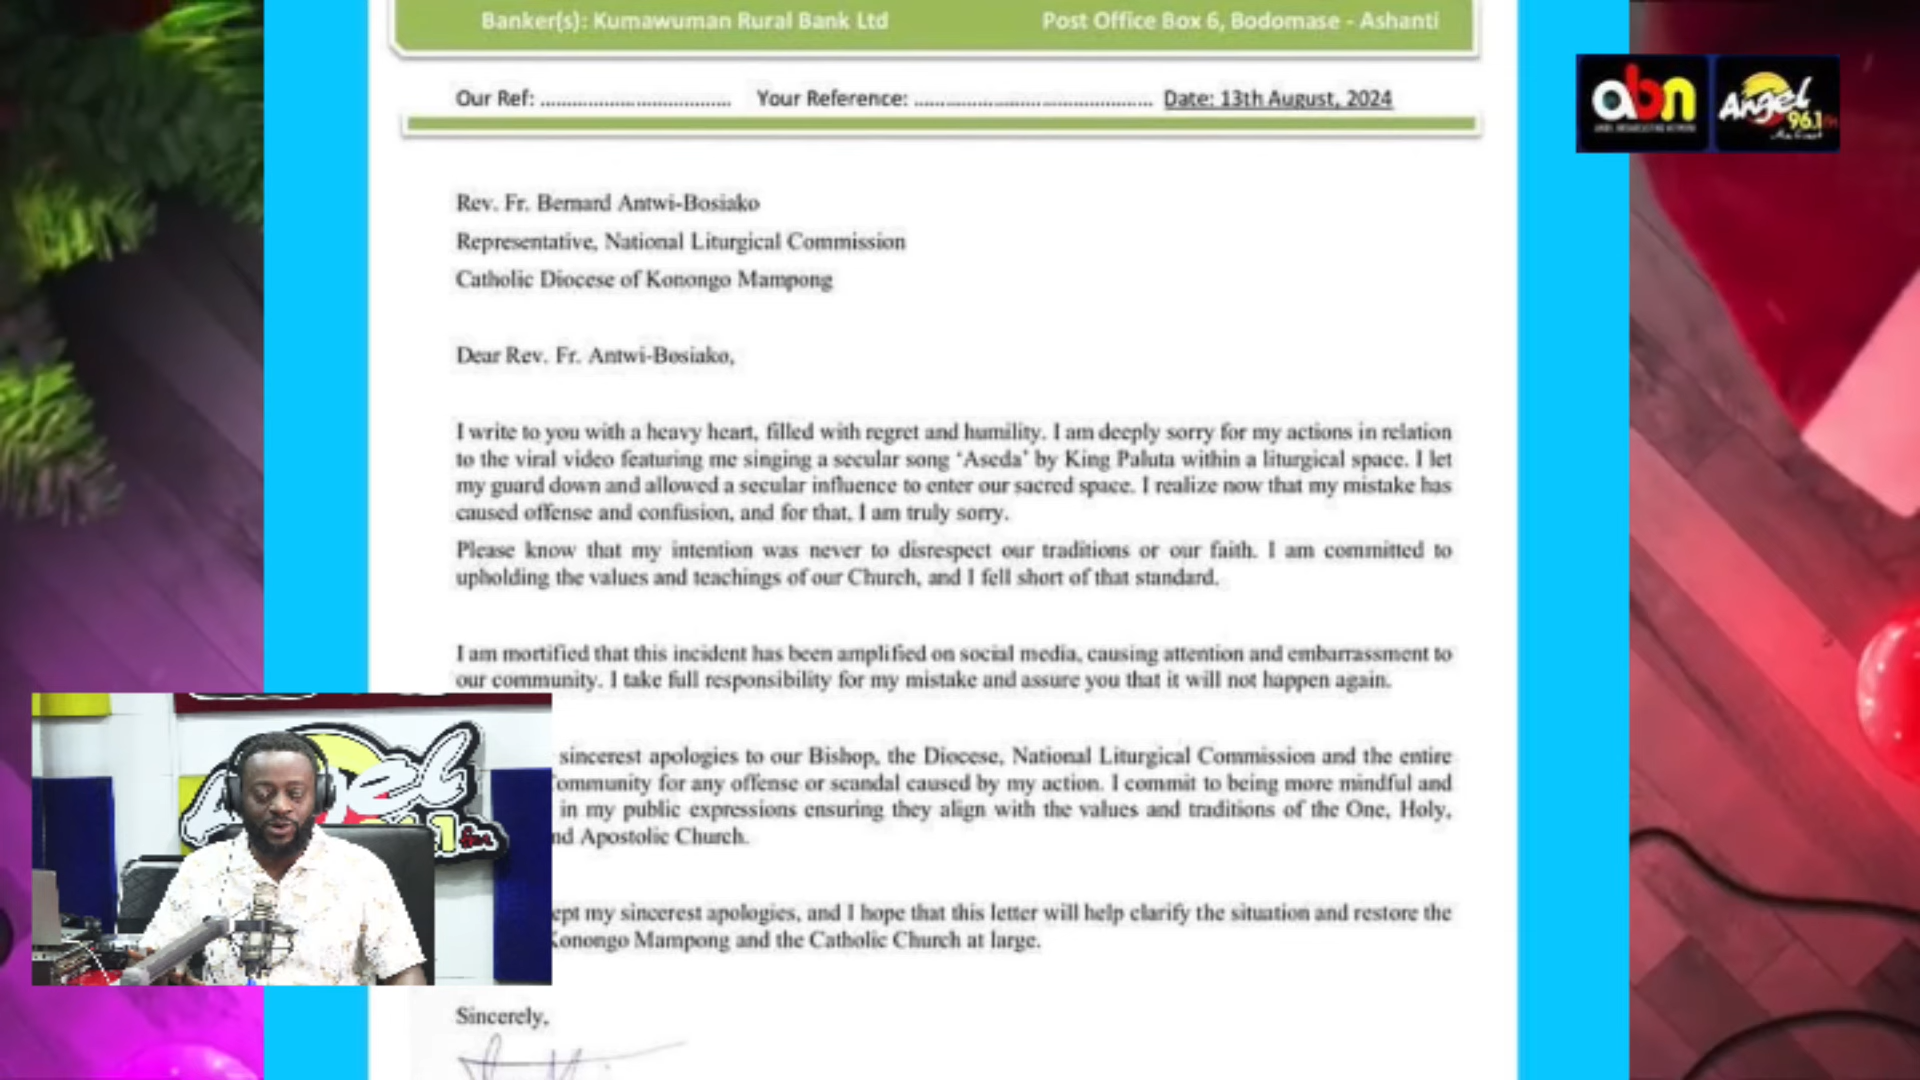 Banker(s): Kumawuman Rural Bank Ltd Post Office Box 6, Bodomase - Ashanti
abn Angel 96.1
Our Ref: .................................... Your Reference: ............................................. Date: 13th August, 2024
Rev. Fr. Bernard Antwi-Bosiako
Representative, National Liturgical Commission
Catholic Diocese of Konongo Mampong
Dear Rev. Fr. Antwi-Bosiako,
I write to you with a heavy heart, filled with regret and humility. I am deeply sorry for my actions in relation
to the viral video featuring me singing a secular song ‘Aseda’ by King Paluta within a liturgical space. I let
my guard down and allowed a secular influence to enter our sacred space. I realize now that my mistake has
caused offense and confusion, and for that, I am truly sorry.
Please know that my intention was never to disrespect our traditions or our faith. I am committed to
upholding the values and teachings of our Church, and I fell short of that standard.
I am mortified that this incident has been amplified on social media, causing attention and embarrassment to
our community. I take full responsibility for my mistake and assure you that it will not happen again.
sincerest apologies to our Bishop, the Diocese, National Liturgical Commission and the entire
ommunity for any offense or scandal caused by my action. I commit to being more mindful and
in my public expressions ensuring they align with the values and traditions of the One, Holy,
nd Apostolic Church.
ept my sincerest apologies, and I hope that this letter will help clarify the situation and restore the
Konongo Mampong and the Catholic Church at large.
Sincerely,